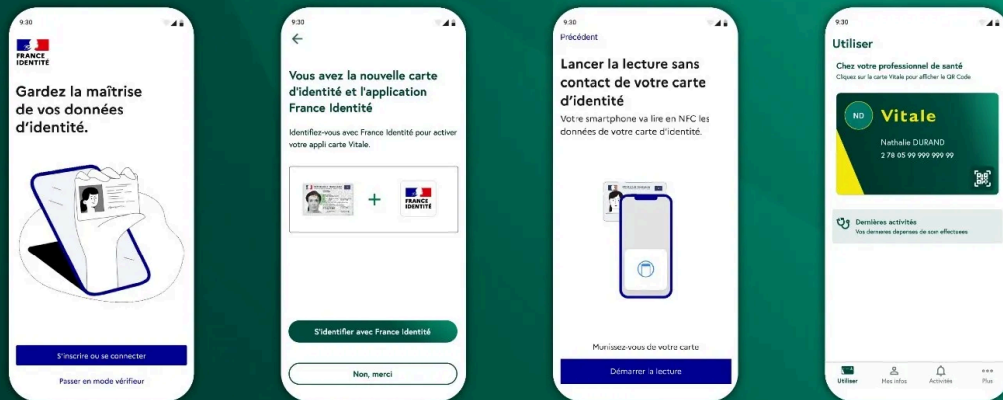 9:30
FRANCE
IDENTITÉ
Gardez la maîtrise
de vos données
d'identité.
S'inscrire ou se connecter
Passer en mode vérifieur
9:30
Vous avez la nouvelle carte
d'identité et l'application
France Identité
Identifiez-vous avec France Identité pour activer
votre appli carte Vitale.
FRANCE
IDENTITÉ
S'identifier avec France Identité
Non, merci
9:30
Précédent
Lancer la lecture sans
contact de votre carte
d'identité
Votre smartphone va lire en NFC les
données de votre carte d'identité.
Munissez-vous de votre carte
Démarrer la lecture
9:30
Utiliser
Chez votre professionnel de santé
Cliquez sur la carte Vitale pour afficher le QR Code
ND
Vitale
Nathalie DURAND
2 78 05 99 999 999 99
Dernières activités
Vos dernières dépenses de soin effectuées
Utiliser
Mes infos
Activités
Plus